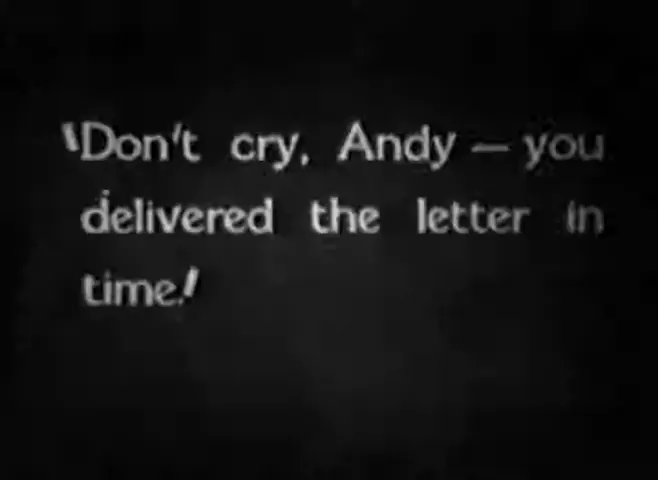 "Don't cry, Andy — you
delivered the letter in
time."